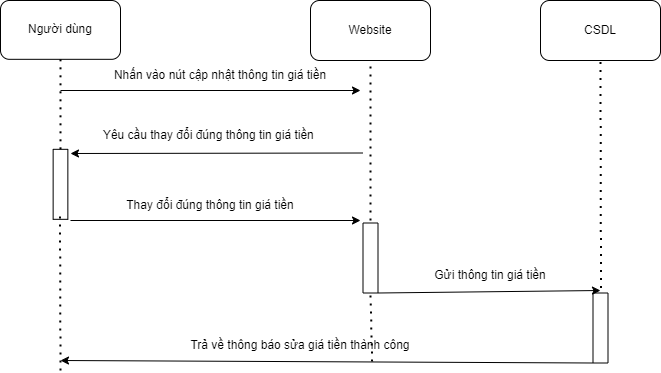 Người dùng
Website
CSDL
Nhấn vào nút cập nhật thông tin giá tiền
Yêu cầu thay đổi đúng thông tin giá tiền
Thay đổi đúng thông tin giá tiền
Gửi thông tin giá tiền
Trả về thông báo sửa giá tiền thành công